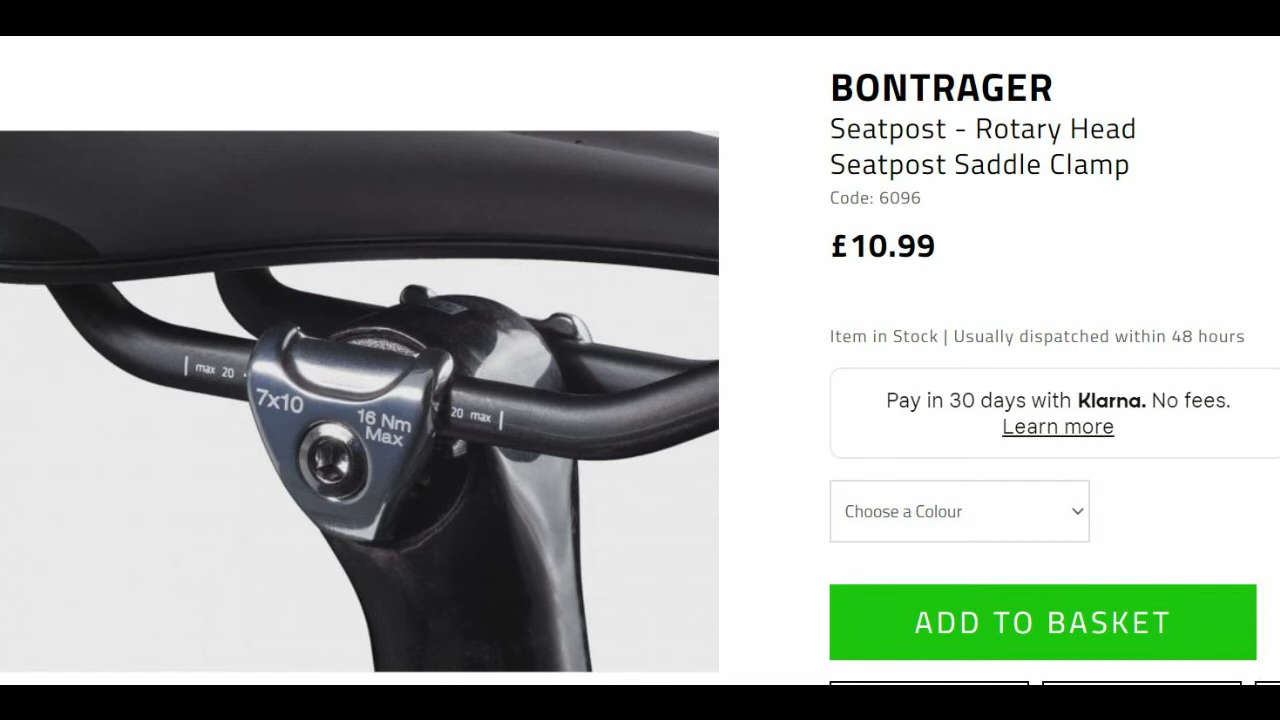 BONTRAGER
Seatpost - Rotary Head
Seatpost Saddle Clamp
Code: 6096
£10.99
Item in Stock | Usually dispatched within 48 hours
Pay in 30 days with Klarna. No fees.
Learn more
Choose a Colour
ADD TO BASKET
max 20
7x10
16 Nm
Max
20 max